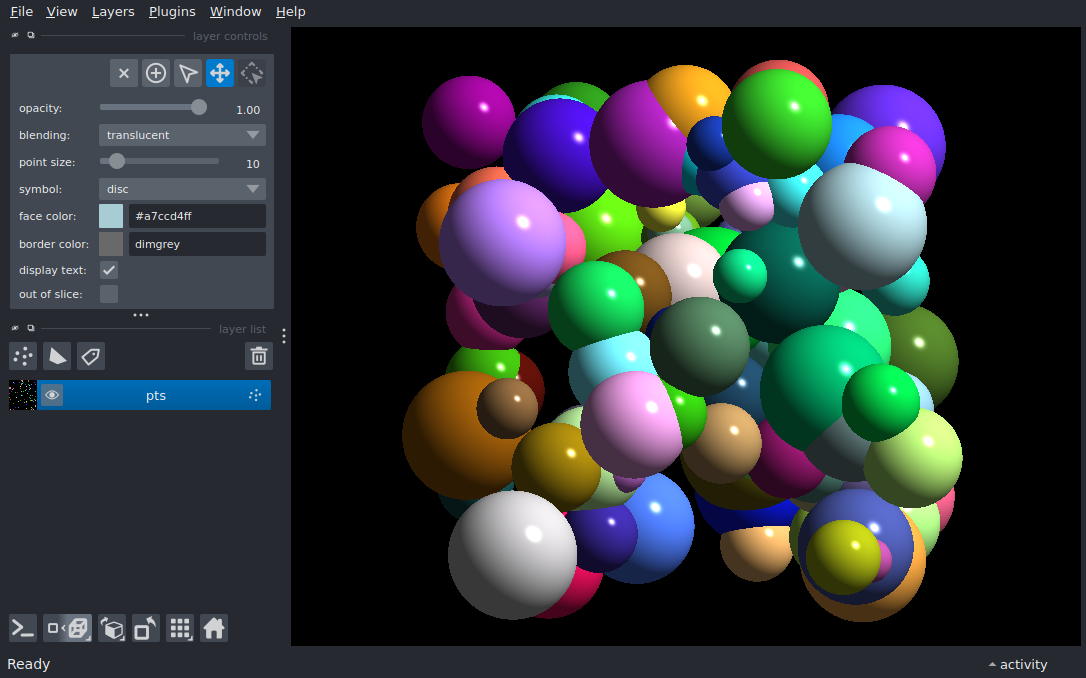 File View Layers Plugins Window Help
layer controls
opacity: 1.00
blending: translucent
point size: 10
symbol: disc
face color: #a7ccd4ff
border color: dimgrey
display text:
out of slice:
layer list
pts
Ready
activity